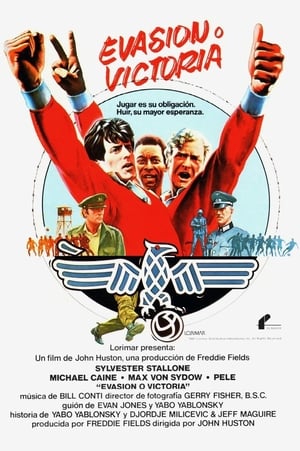 EVASION o
VICTORIA
Jugar es su obligación.
Huir, su mayor esperanza.
LORIMAR
Lorimar presenta:
Un film de John Huston, una producción de Freddie Fields
SYLVESTER STALLONE
MICHAEL CAINE • MAX VON SYDOW • PELE
"EVASION O VICTORIA"
música de BILL CONTI director de fotografía GERRY FISHER, B.S.C.
guión de EVAN JONES y YABO YABLONSKY
historia de YABO YABLONSKY y DJORDJE MILICEVIC & JEFF MAGUIRE
producida por FREDDIE FIELDS dirigida por JOHN HUSTON